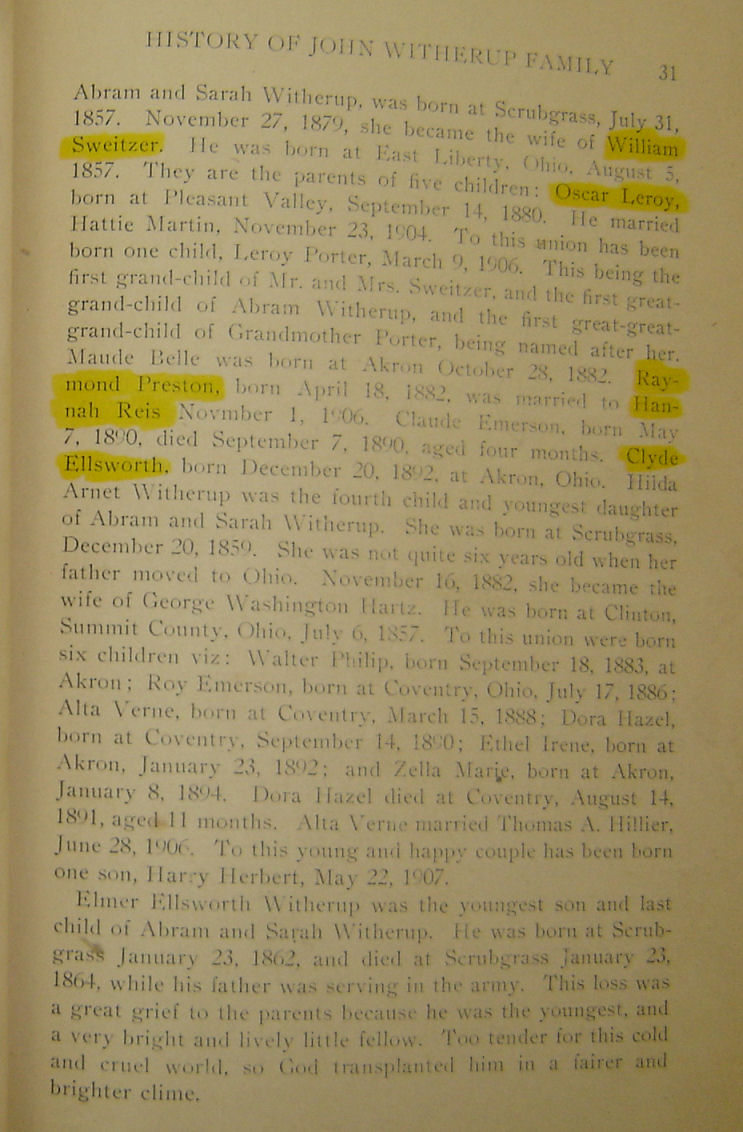 HISTORY OF JOHN WITHERUP FAMILY 31
Abram and Sarah Witherup, was born at Scrubgrass, July 31,
1857. November 27, 1879, she became the wife of William
Sweitzer. He was born at East Liberty, Ohio, August 5,
1857. They are the parents of five children: Oscar Leroy,
born at Pleasant Valley, September 14, 1880. He married
Hattie Martin, November 23, 1904. To this union has been
born one child, Leroy Porter, March 9, 1906. This being the
first grand-child of Mr. and Mrs. Sweitzer, and the first great-
grand-child of Abram Witherup, and the first great-great-
grand-child of Grandmother Porter, being named after her.
Maude Belle was born at Akron October 28, 1882. Ray-
mond Preston, born April 18, 1882, was married to Han-
nah Reis Novmber 1, 1906. Claude Emerson, born May
7, 1890, died September 7, 1890, aged four months. Clyde
Ellsworth, born December 20, 1892, at Akron, Ohio. Hilda
Arnet Witherup was the fourth child and youngest daughter
of Abram and Sarah Witherup. She was born at Scrubgrass,
December 20, 1859. She was not quite six years old when her
father moved to Ohio. November 16, 1882, she became the
wife of George Washington Hartz. He was born at Clinton,
Summit County, Ohio, July 6, 1857. To this union were born
six children viz: Walter Philip, born September 18, 1883, at
Akron; Roy Emerson, born at Coventry, Ohio, July 17, 1886;
Alta Verne, born at Coventry, March 15, 1888; Dora Hazel,
born at Coventry, September 14, 1890; Ethel Irene, born at
Akron, January 23, 1892; and Zella Marie, born at Akron,
January 8, 1894. Dora Hazel died at Coventry, August 14,
1891, aged 11 months. Alta Verne married Thomas A. Hillier,
June 28, 1906. To this young and happy couple has been born
one son, Harry Herbert, May 22, 1907.
Elmer Ellsworth Witherup was the youngest son and last
child of Abram and Sarah Witherup. He was born at Scrub-
grass January 23, 1862, and died at Scrubgrass January 23,
1864, while his father was serving in the army. This loss was
a great grief to the parents because he was the youngest, and
a very bright and lively little fellow. Too tender for this cold
and cruel world, so God transplanted him in a fairer and
brighter clime.